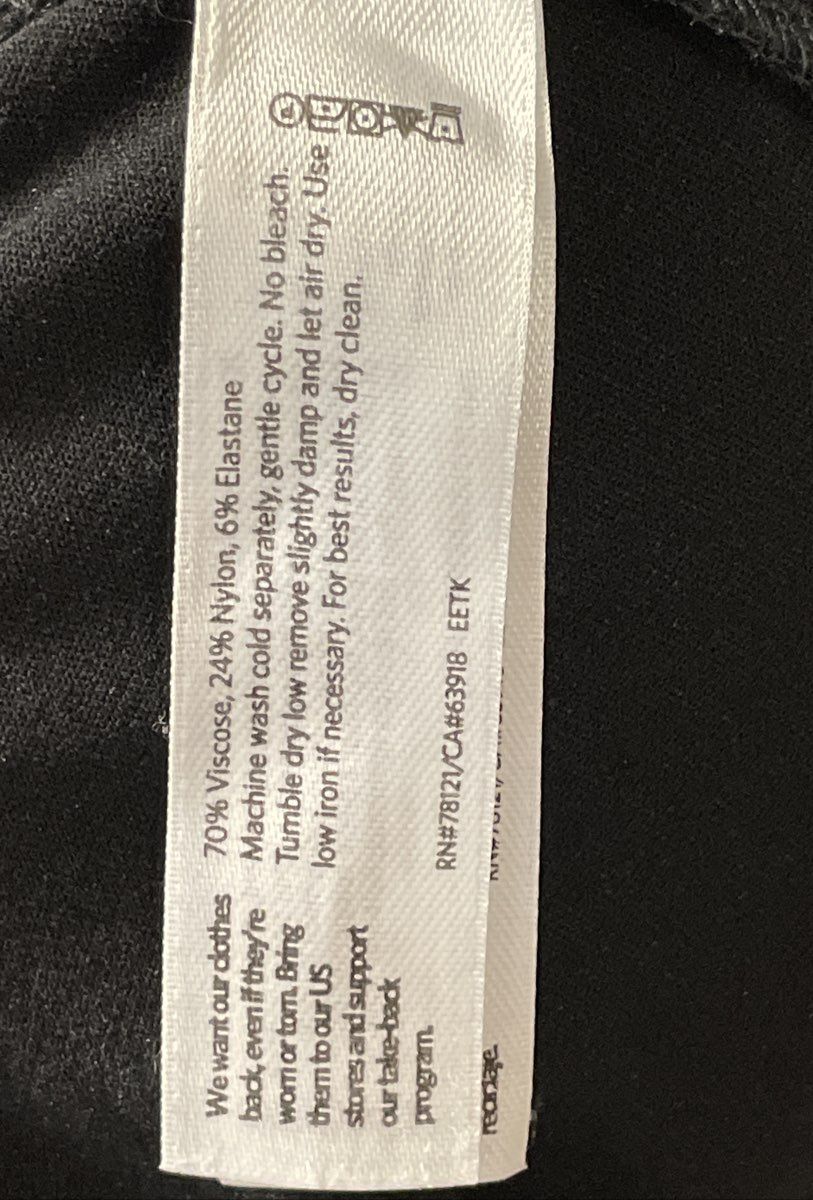 We want our clothes
back, even if they're
worn or torn. Bring
them to our US
stores and support
our take-back
program.
70% Viscose, 24% Nylon, 6% Elastane
Machine wash cold separately, gentle cycle. No bleach.
Tumble dry low remove slightly damp and let air dry. Use
low iron if necessary. For best results, dry clean.
RN#78121/CA#63918 EETK